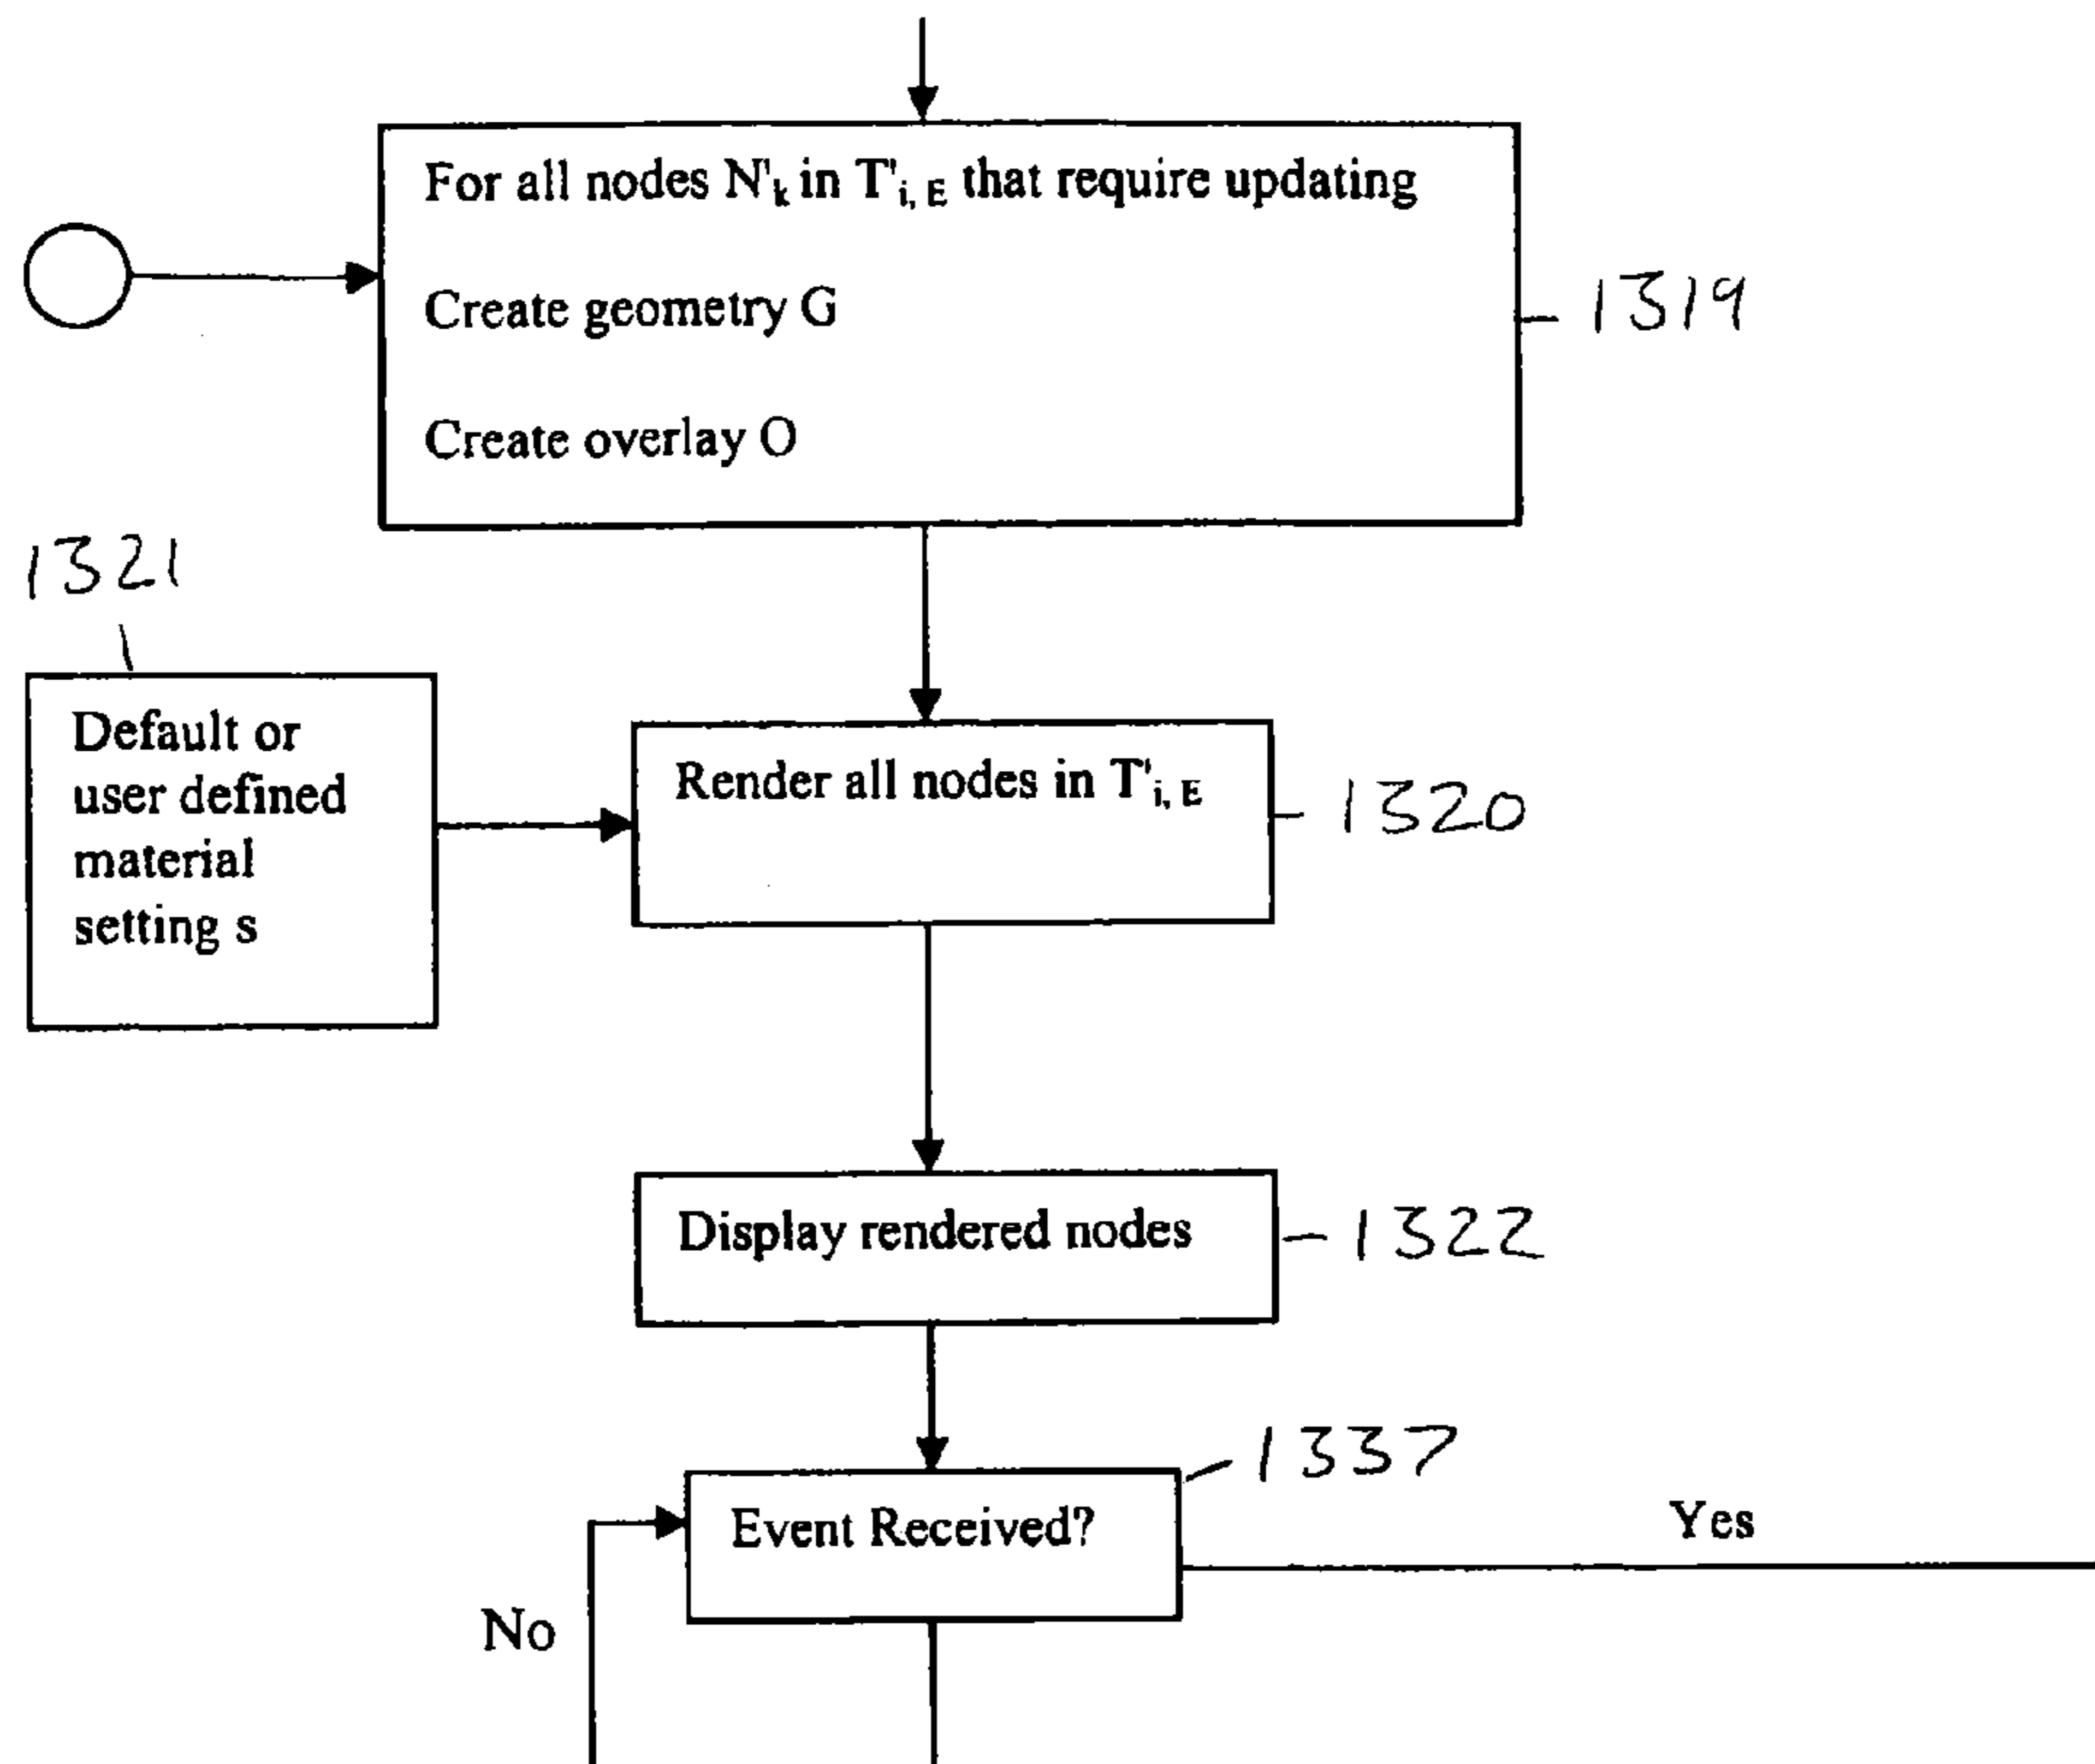 For all nodes N'k in T'i, E that require updating
Create geometry G
Create overlay O
1319
1321
Default or
user defined
material
setting s
Render all nodes in T'i, E
1320
Display rendered nodes
1322
1337
Event Received?
Yes
No